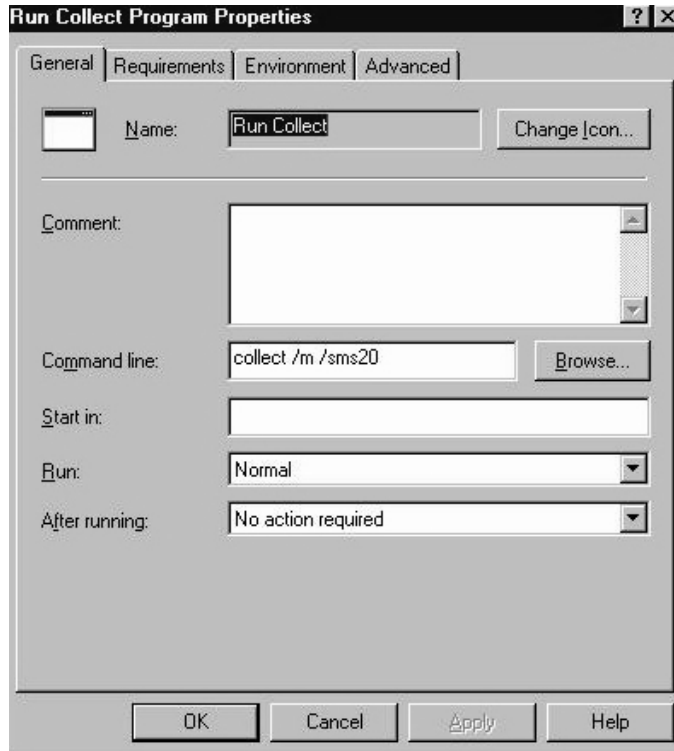 Run Collect Program Properties ? X
General Requirements Environment Advanced
Name: Run Collect Change Icon...
Comment:
Command line: collect /m /sms20 Browse...
Start in:
Run: Normal
After running: No action required
OK Cancel Apply Help